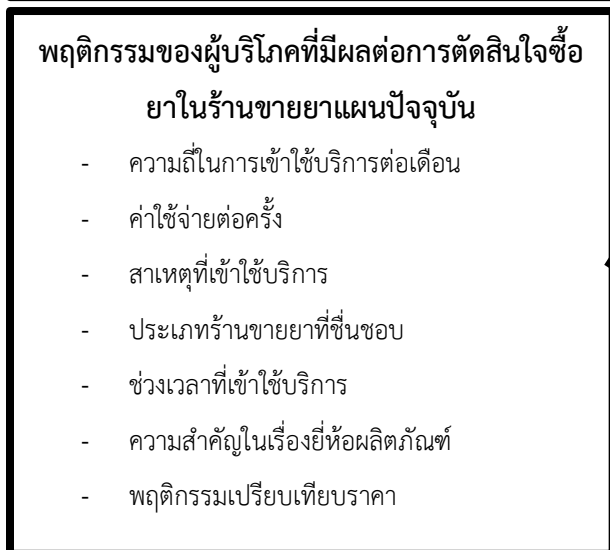 พฤติกรรมของผู้บริโภคที่มีผลต่อการตัดสินใจซื้อ
ยาในร้านขายยาแผนปัจจุบัน
- ความถี่ในการเข้าใช้บริการต่อเดือน
- ค่าใช้จ่ายต่อครั้ง
- สาเหตุที่เข้าใช้บริการ
- ประเภทร้านขายยาที่ชื่นชอบ
- ช่วงเวลาที่เข้าใช้บริการ
- ความสำคัญในเรื่องยี่ห้อผลิตภัณฑ์
- พฤติกรรมเปรียบเทียบราคา